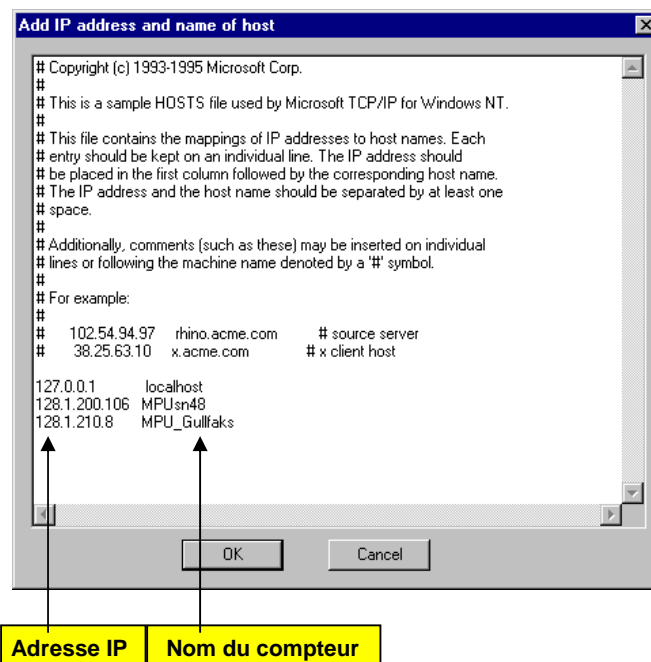 Add IP address and name of host
# Copyright (c) 1993-1995 Microsoft Corp.
#
# This is a sample HOSTS file used by Microsoft TCP/IP for Windows NT.
#
# This file contains the mappings of IP addresses to host names. Each
# entry should be kept on an individual line. The IP address should
# be placed in the first column followed by the corresponding host name.
# The IP address and the host name should be separated by at least one
# space.
#
# Additionally, comments (such as these) may be inserted on individual
# lines or following the machine name denoted by a '#' symbol.
#
# For example:
#
#      102.54.94.97     rhino.acme.com          # source server
#       38.25.63.10     x.acme.com              # x client host
127.0.0.1       localhost
128.1.200.106   MPUsn48
128.1.210.8     MPU_Gullfaks
OK Cancel
Adresse IP Nom du compteur